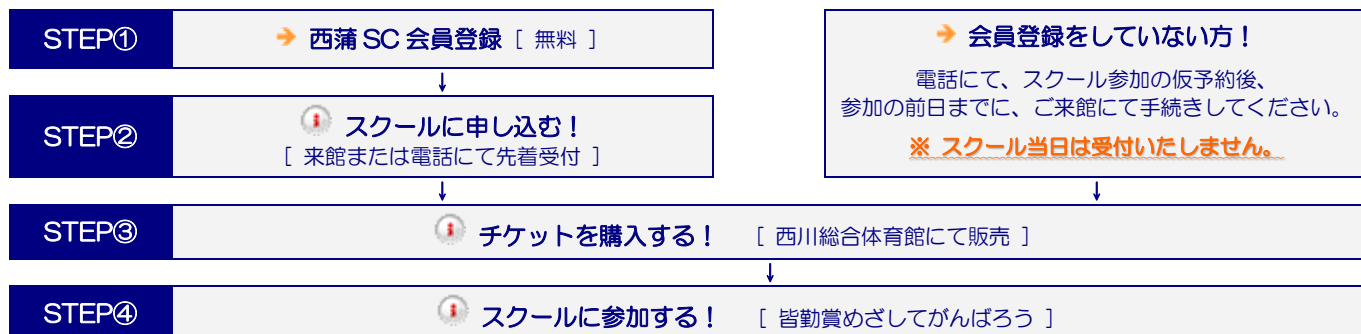 STEP①
西蒲SC会員登録 [ 無料 ]
↓
STEP②
スクールに申し込む！
[ 来館または電話にて先着受付 ]
↓
会員登録をしていない方！
電話にて、スクール参加の仮予約後、
参加の前日までに、ご来館にて手続きしてください。
※ スクール当日は受付いたしません。
↓
STEP③
チケットを購入する！ [ 西川総合体育館にて販売 ]
↓
STEP④
スクールに参加する！ [ 皆勤賞めざしてがんばろう ]